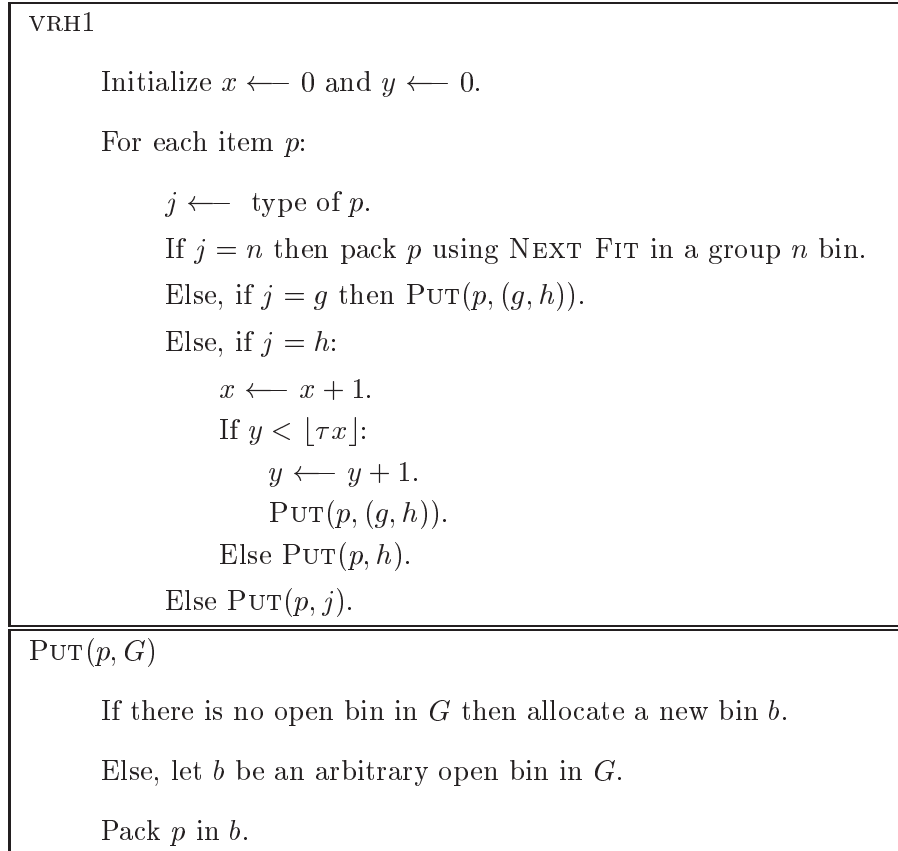 VRH1
Initialize x ⟵ 0 and y ⟵ 0.
For each item p:
j ⟵ type of p.
If j = n then pack p using NEXT FIT in a group n bin.
Else, if j = g then PUT(p, (g, h)).
Else, if j = h:
x ⟵ x + 1.
If y < ⌊τx⌋:
y ⟵ y + 1.
PUT(p, (g, h)).
Else PUT(p, h).
Else PUT(p, j).
PUT(p, G)
If there is no open bin in G then allocate a new bin b.
Else, let b be an arbitrary open bin in G.
Pack p in b.